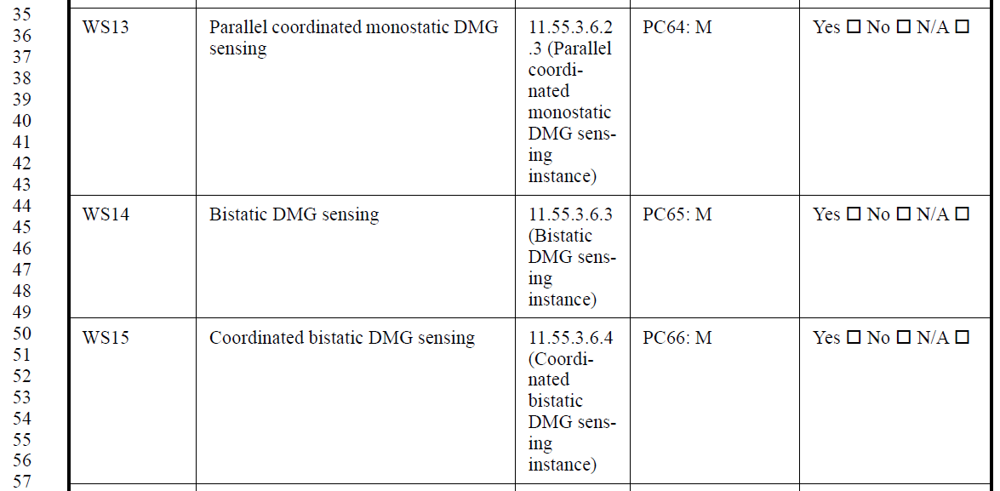 35
36
37
38
39
40
41
42
43
44
45
46
47
48
49
50
51
52
53
54
55
56
57
WS13
Parallel coordinated monostatic DMG
sensing
11.55.3.6.2
.3 (Parallel
coordi-
nated
monostatic
DMG sens-
ing
instance)
PC64: M
Yes ☐ No ☐ N/A ☐
WS14
Bistatic DMG sensing
11.55.3.6.3
(Bistatic
DMG sens-
ing
instance)
PC65: M
Yes ☐ No ☐ N/A ☐
WS15
Coordinated bistatic DMG sensing
11.55.3.6.4
(Coordi-
nated
bistatic
DMG sens-
ing
instance)
PC66: M
Yes ☐ No ☐ N/A ☐